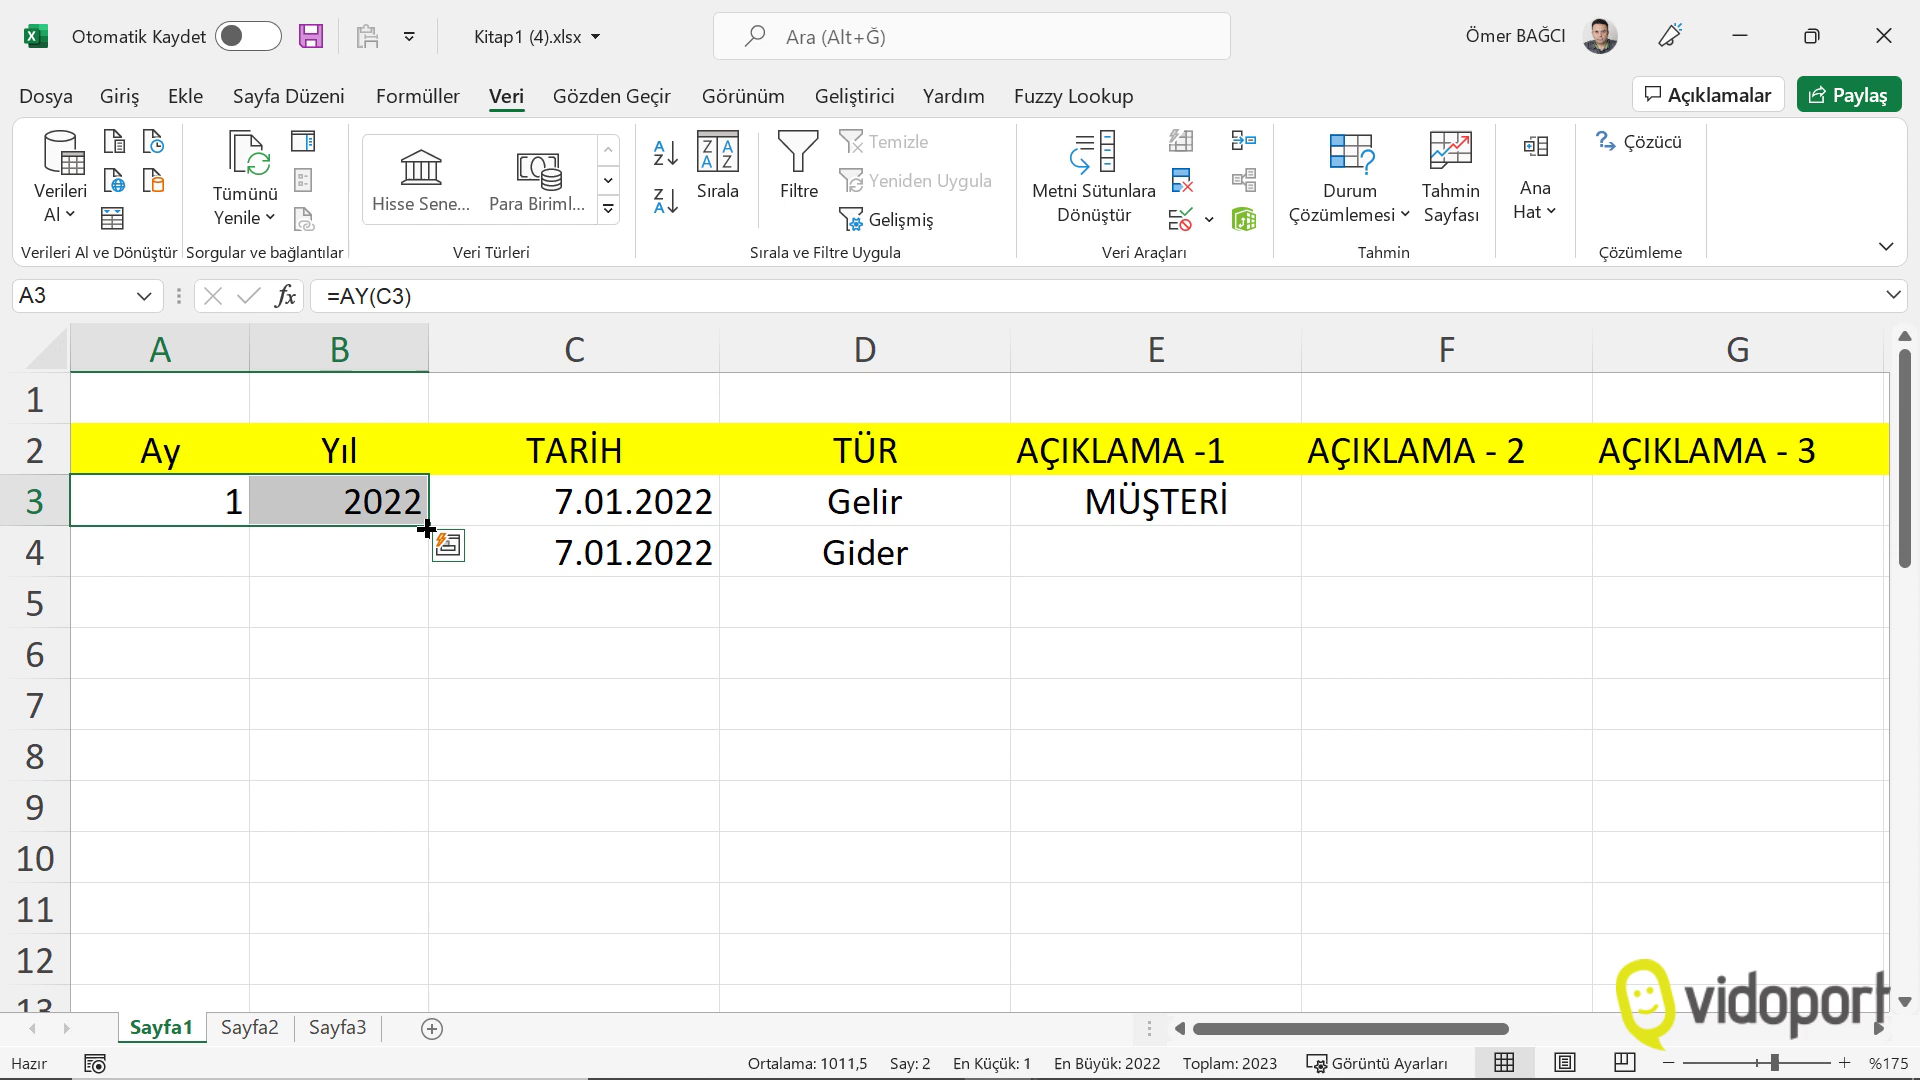 Otomatik Kaydet
Kitap1 (4).xlsx
Ara (Alt+Ğ)
Ömer BAĞCI
Dosya Giriş Ekle Sayfa Düzeni Formüller Veri Gözden Geçir Görünüm Geliştirici Yardım Fuzzy Lookup
Açıklamalar
Paylaş
Verileri
Al
Tümünü
Yenile
Hisse Sene...
Para Biriml...
Sırala
Filtre
Temizle
Yeniden Uygula
Gelişmiş
Metni Sütunlara
Dönüştür
Durum
Çözümlemesi
Tahmin
Sayfası
Ana
Hat
Çözücü
Verileri Al ve Dönüştür
Sorgular ve bağlantılar
Veri Türleri
Sırala ve Filtre Uygula
Veri Araçları
Tahmin
Çözümleme
A3
fx
=AY(C3)
A B C D E F G
1
2 Ay Yıl TARİH TÜR AÇIKLAMA -1 AÇIKLAMA - 2 AÇIKLAMA - 3
3 1 2022 7.01.2022 Gelir MÜŞTERİ
4 7.01.2022 Gider
5
6
7
8
9
10
11
12
13
vidoport
Sayfa1 Sayfa2 Sayfa3
Hazır
Ortalama: 1011,5 Say: 2 En Küçük: 1 En Büyük: 2022 Toplam: 2023 Görüntü Ayarları %175